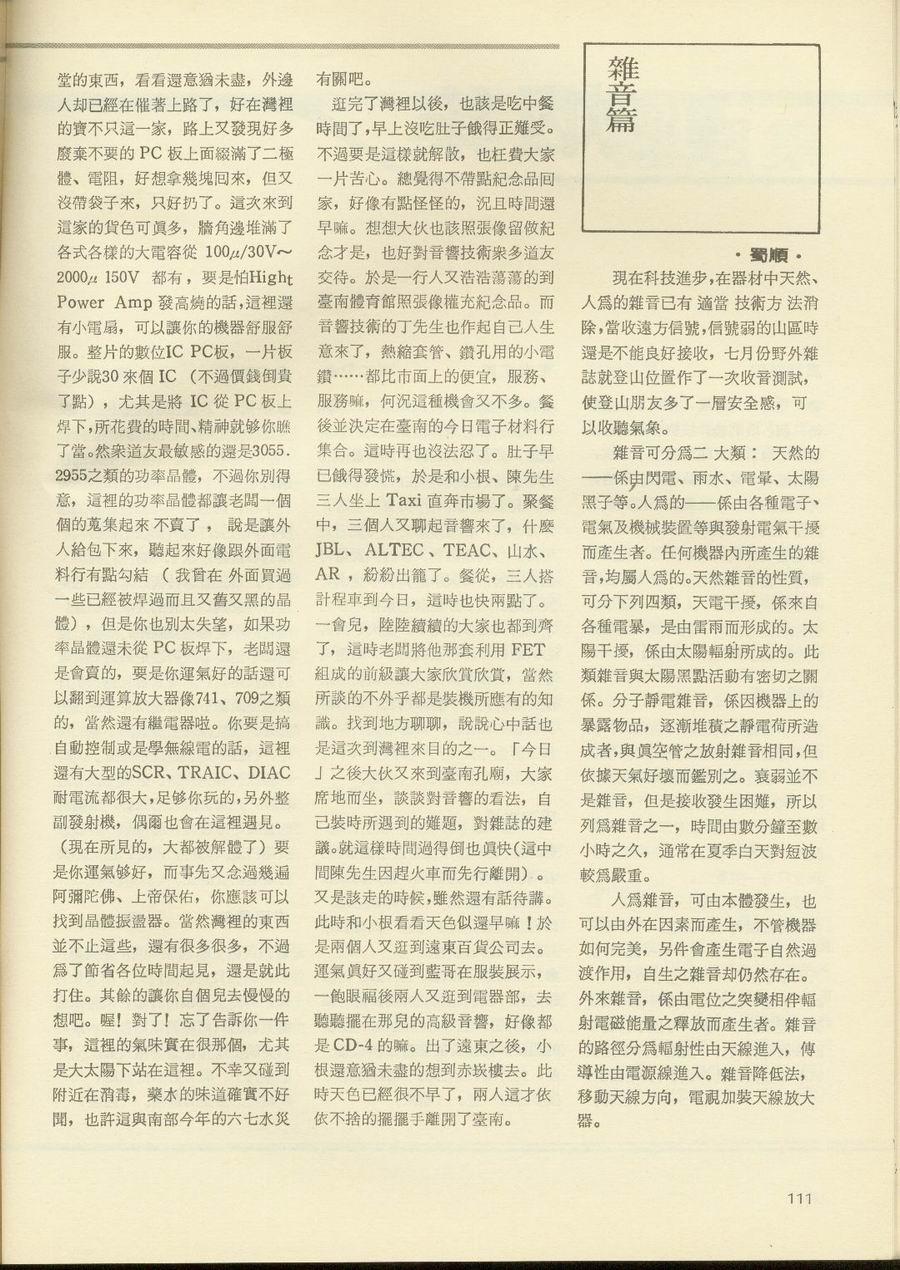 堂的東西，看看還意猶未盡，外邊
人却已經在催著上路了，好在灣裡
的寶不只這一家，路上又發現好多
廢棄不要的 PC 板上面綴滿了二極
體、電阻，好想拿幾塊回來，但又
沒帶袋子來，只好扔了。這次來到
這家的貨色可眞多，牆角邊堆滿了
各式各樣的大電容從 100μ/30V～
2000μ 150V 都有，要是怕Hight
Power Amp 發高燒的話，這裡還
有小電扇，可以讓你的機器舒服舒
服。整片的數位IC PC板，一片板
子少說30 來個 IC （不過價錢倒貴
了點），尤其是將 IC 從 PC 板上
焊下，所花費的時間、精神就够你瞧
了當。然衆道友最敏感的還是3055．
2955之類的功率晶體，不過你別得
意，這裡的功率晶體都讓老闆一個
個的蒐集起來 不賣了 ， 說是讓外
人給包下來，聽起來好像跟外面電
料行有點勾結 （ 我曾在 外面買過
一些已經被焊過而且又舊又黑的晶
體），但是你也別太失望，如果功
率晶體還未從 PC 板焊下，老闆還
是會賣的，要是你運氣好的話還可
以翻到運算放大器像741、709之類
的，當然還有繼電器啦。你要是搞
自動控制或是學無線電的話，這裡
還有大型的SCR、TRAIC、DIAC
耐電流都很大，足够你玩的，另外整
副發射機，偶爾也會在這裡遇見。
（現在所見的，大都被解體了）要
是你運氣够好，而事先又念過幾遍
阿彌陀佛、上帝保佑，你應該可以
找到晶體振盪器。當然灣裡的東西
並不止這些，還有很多很多，不過
爲了節省各位時間起見，還是就此
打住。其餘的讓你自個兒去慢慢的
想吧。喔！對了！忘了告訴你一件
事，這裡的氣味實在很那個，尤其
是大太陽下站在這裡。不幸又碰到
附近在消毒，藥水的味道確實不好
聞，也許這與南部今年的六七水災
有關吧。
逛完了灣裡以後，也該是吃中餐
時間了，早上沒吃肚子餓得正難受。
不過要是這樣就解散，也枉費大家
一片苦心。總覺得不帶點紀念品回
家，好像有點怪怪的，況且時間還
早嘛。想想大伙也該照張像留做紀
念才是，也好對音響技術衆多道友
交待。於是一行人又浩浩蕩蕩的到
臺南體育館照張像權充紀念品。而
音響技術的丁先生也作起自己人生
意來了，熱縮套管、鑽孔用的小電
鑽……都比市面上的便宜，服務、
服務嘛，何況這種機會又不多。餐
後並決定在臺南的今日電子材料行
集合。這時再也沒法忍了。肚子早
已餓得發慌，於是和小根、陳先生
三人坐上 Taxi 直奔市場了。聚餐
中，三個人又聊起音響來了，什麼
JBL、 ALTEC 、TEAC、山水、
AR ，紛紛出籠了。餐從，三人搭
計程車到今日，這時也快兩點了。
一會兒，陸陸續續的大家也都到齊
了，這時老闆將他那套利用 FET
組成的前級讓大家欣賞欣賞，當然
所談的不外乎都是裝機所應有的知
識。找到地方聊聊，說說心中話也
是這次到灣裡來目的之一。「今日
」之後大伙又來到臺南孔廟，大家
席地而坐，談談對音響的看法，自
己裝時所遇到的難題，對雜誌的建
議。就這樣時間過得倒也眞快（這中
間陳先生因趕火車而先行離開）。
又是該走的時候，雖然還有話待講。
此時和小根看看天色似還早嘛！於
是兩個人又逛到遠東百貨公司去。
運氣眞好又碰到藍哥在服裝展示，
一飽眼福後兩人又逛到電器部，去
聽聽擺在那兒的高級音響，好像都
是 CD-4 的嘛。出了遠東之後，小
根還意猶未盡的想到赤崁樓去。此
時天色已經很不早了，兩人這才依
依不捨的擺擺手離開了臺南。
雜音篇
・蜀順・
現在科技進步，在器材中天然、
人爲的雜音已有 適當 技術方 法消
除，當收遠方信號，信號弱的山區時
還是不能良好接收，七月份野外雜
誌就登山位置作了一次收音測試，
使登山朋友多了一層安全感，可
以收聽氣象。
雜音可分爲二 大類： 天然的
——係由閃電、雨水、電暈、太陽
黑子等。人爲的——係由各種電子、
電氣及機械裝置等與發射電氣干擾
而產生者。任何機器內所產生的雜
音，均屬人爲的。天然雜音的性質，
可分下列四類，天電干擾，係來自
各種電暴，是由雷雨而形成的。太
陽干擾，係由太陽輻射所成的。此
類雜音與太陽黑點活動有密切之關
係。分子靜電雜音，係因機器上的
暴露物品，逐漸堆積之靜電荷所造
成者，與眞空管之放射雜音相同，但
依據天氣好壞而鑑別之。衰弱並不
是雜音，但是接收發生困難，所以
列爲雜音之一，時間由數分鐘至數
小時之久，通常在夏季白天對短波
較爲嚴重。
人爲雜音，可由本體發生，也
可以由外在因素而產生，不管機器
如何完美，另件會產生電子自然過
渡作用，自生之雜音却仍然存在。
外來雜音，係由電位之突變相伴輻
射電磁能量之釋放而產生者。雜音
的路徑分爲輻射性由天線進入，傳
導性由電源線進入。雜音降低法，
移動天線方向，電視加裝天線放大
器。
111